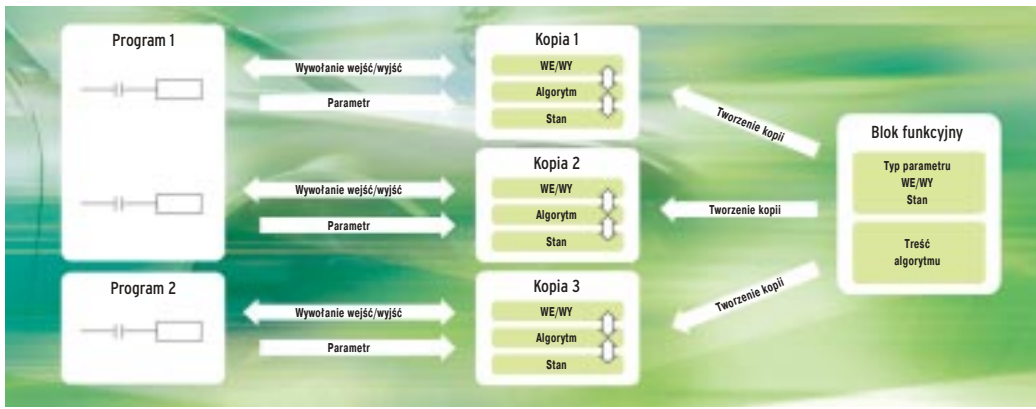 Program 1
Wywołanie wejść/wyjść
Parametr
Wywołanie wejść/wyjść
Parametr
Program 2
Wywołanie wejść/wyjść
Parametr
Kopia 1
WE/WY
Algorytm
Stan
Kopia 2
WE/WY
Algorytm
Stan
Kopia 3
WE/WY
Algorytm
Stan
Tworzenie kopii
Tworzenie kopii
Tworzenie kopii
Blok funkcyjny
Typ parametru
WE/WY
Stan
Treść
algorytmu